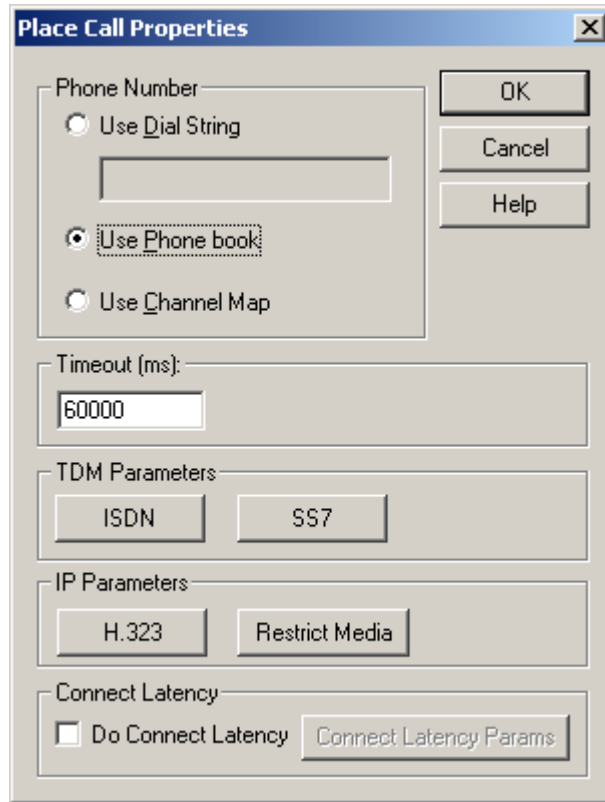 Place Call Properties
Phone Number
OK
Use Dial String
Cancel
Help
Use Phone book
Use Channel Map
Timeout (ms):
60000
TDM Parameters
ISDN SS7
IP Parameters
H.323 Restrict Media
Connect Latency
Do Connect Latency Connect Latency Params